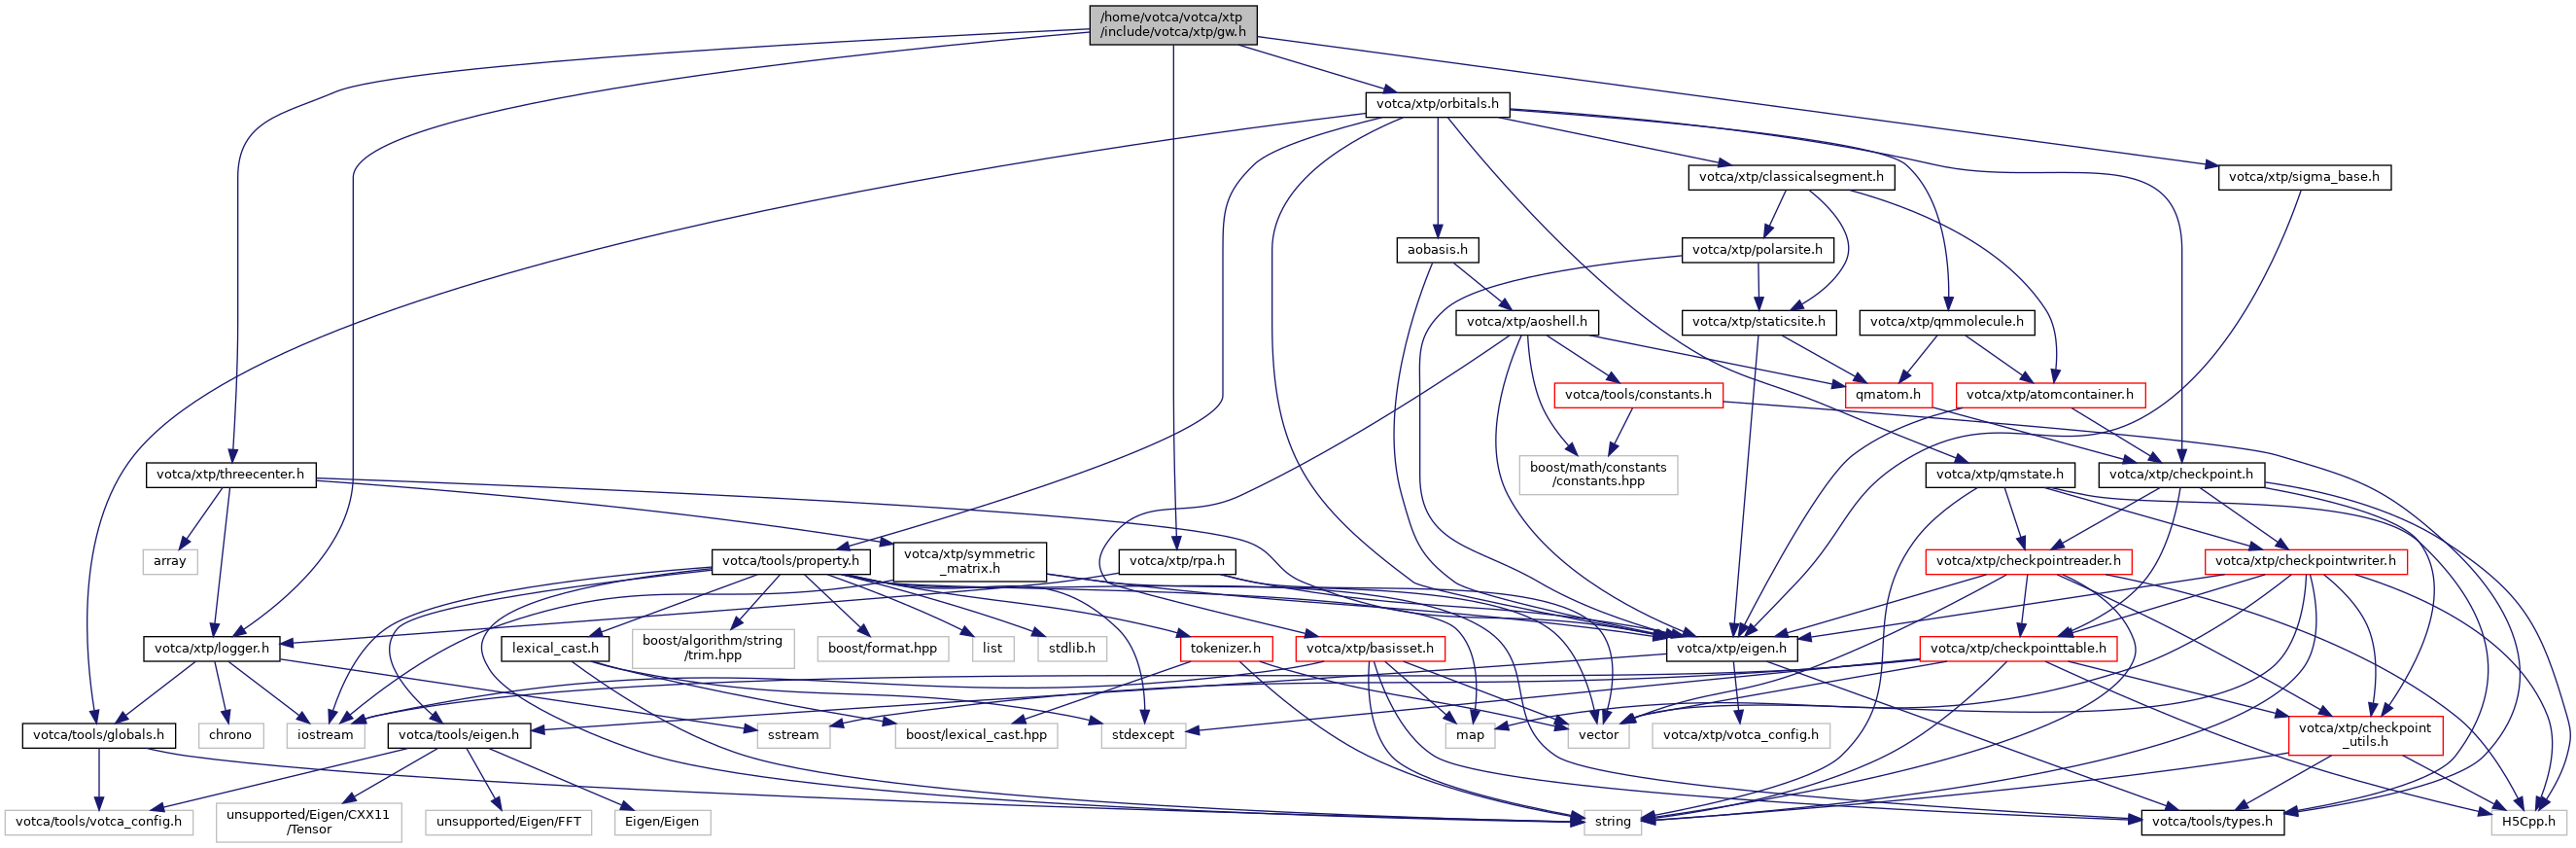 /home/votca/votca/xtp
/include/votca/xtp/gw.h
votca/xtp/orbitals.h
votca/xtp/classicalsegment.h
votca/xtp/sigma_base.h
aobasis.h
votca/xtp/polarsite.h
votca/xtp/aoshell.h
votca/xtp/staticsite.h
votca/xtp/qmmolecule.h
votca/tools/constants.h
qmatom.h
votca/xtp/atomcontainer.h
votca/xtp/threecenter.h
boost/math/constants
/constants.hpp
votca/xtp/qmstate.h
votca/xtp/checkpoint.h
array
votca/tools/property.h
votca/xtp/symmetric
_matrix.h
votca/xtp/rpa.h
votca/xtp/checkpointreader.h
votca/xtp/checkpointwriter.h
votca/xtp/logger.h
lexical_cast.h
boost/algorithm/string
/trim.hpp
boost/format.hpp
list
stdlib.h
tokenizer.h
votca/xtp/basisset.h
votca/xtp/eigen.h
votca/xtp/checkpointtable.h
votca/tools/globals.h
chrono
iostream
votca/tools/eigen.h
sstream
boost/lexical_cast.hpp
stdexcept
map
vector
votca/xtp/votca_config.h
votca/xtp/checkpoint
_utils.h
votca/tools/votca_config.h
unsupported/Eigen/CXX11
/Tensor
unsupported/Eigen/FFT
Eigen/Eigen
string
votca/tools/types.h
H5Cpp.h